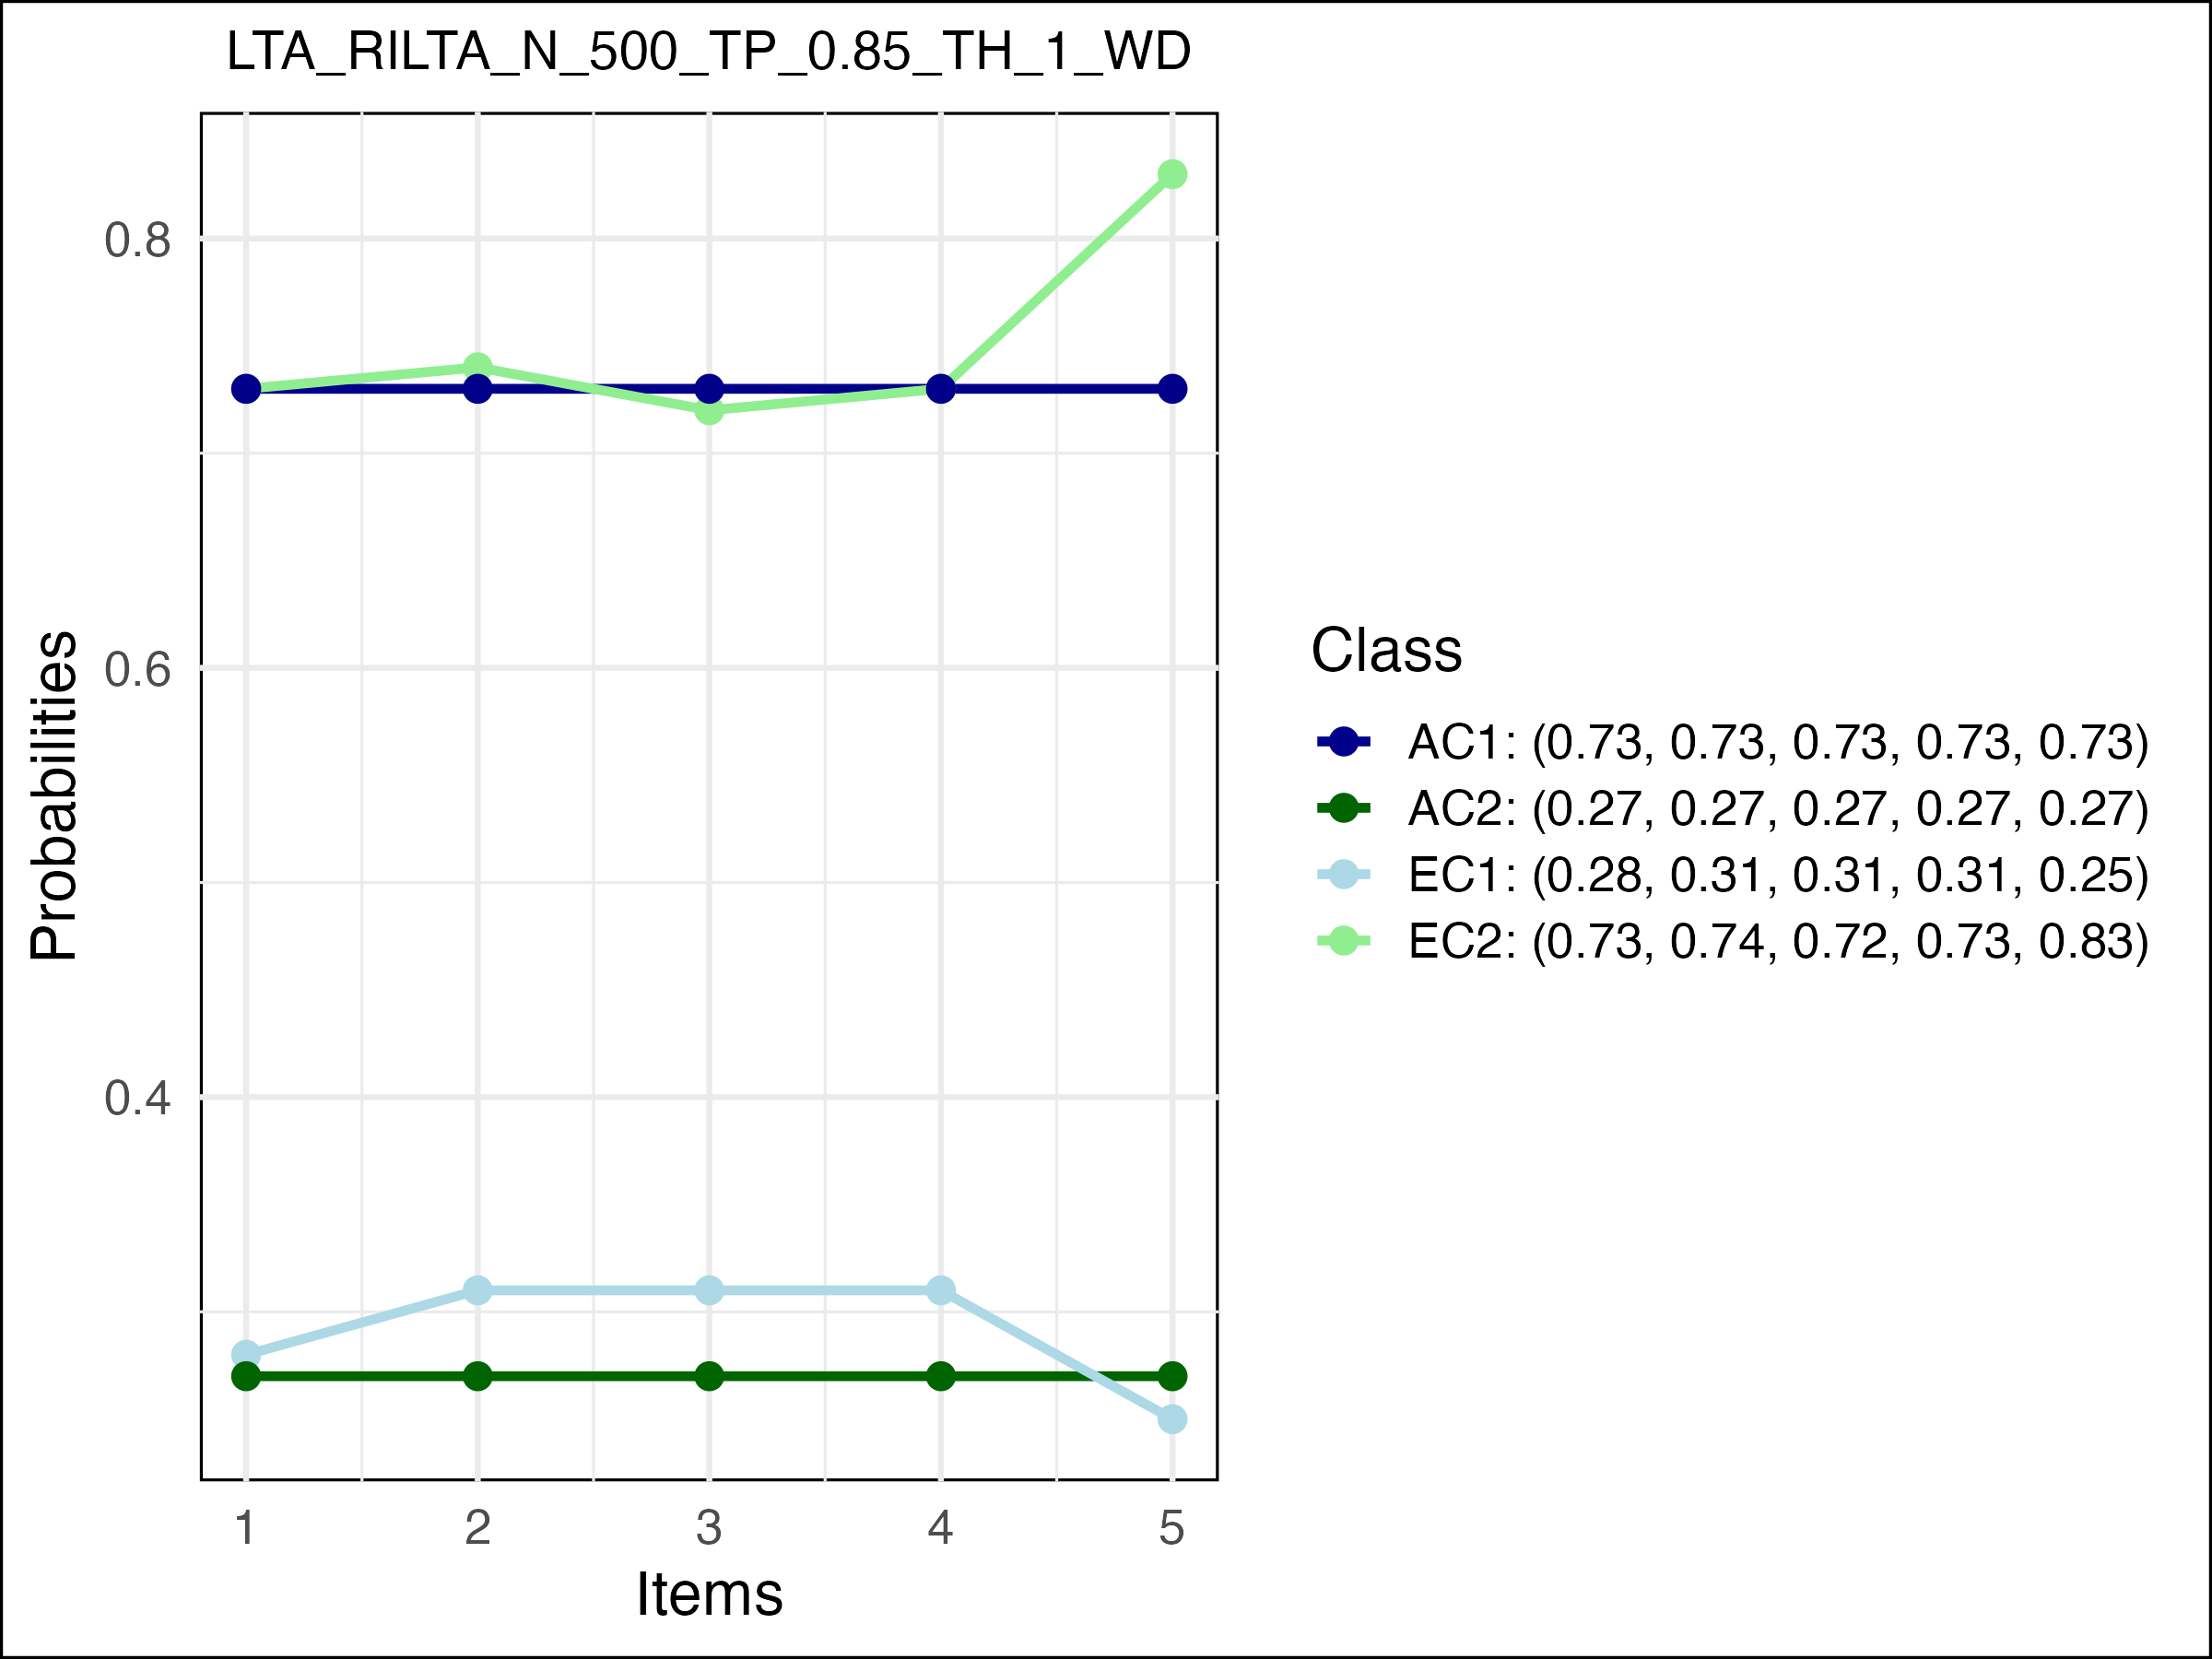 LTA_RILTA_N_500_TP_0.85_TH_1_WD
0.8
0.6
0.4
Probabilities
1 2 3 4 5
Items
Class
AC1: (0.73, 0.73, 0.73, 0.73, 0.73)
AC2: (0.27, 0.27, 0.27, 0.27, 0.27)
EC1: (0.28, 0.31, 0.31, 0.31, 0.25)
EC2: (0.73, 0.74, 0.72, 0.73, 0.83)